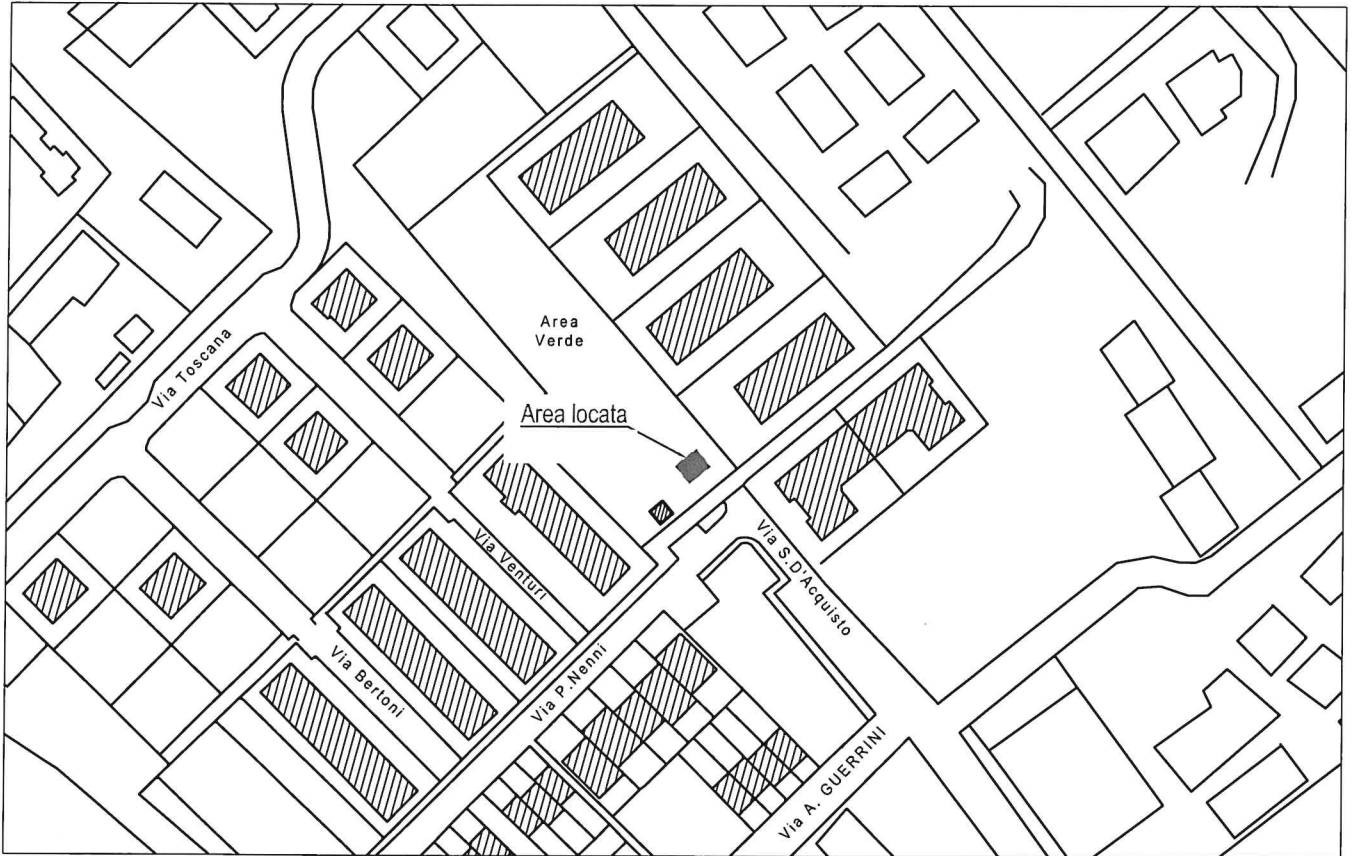 Area
Verde
Via Toscana
Area locata
Via Venturi
Via S.D'Acquisto
Via Bertoni
Via P.Nenni
Via A. GUERRINI